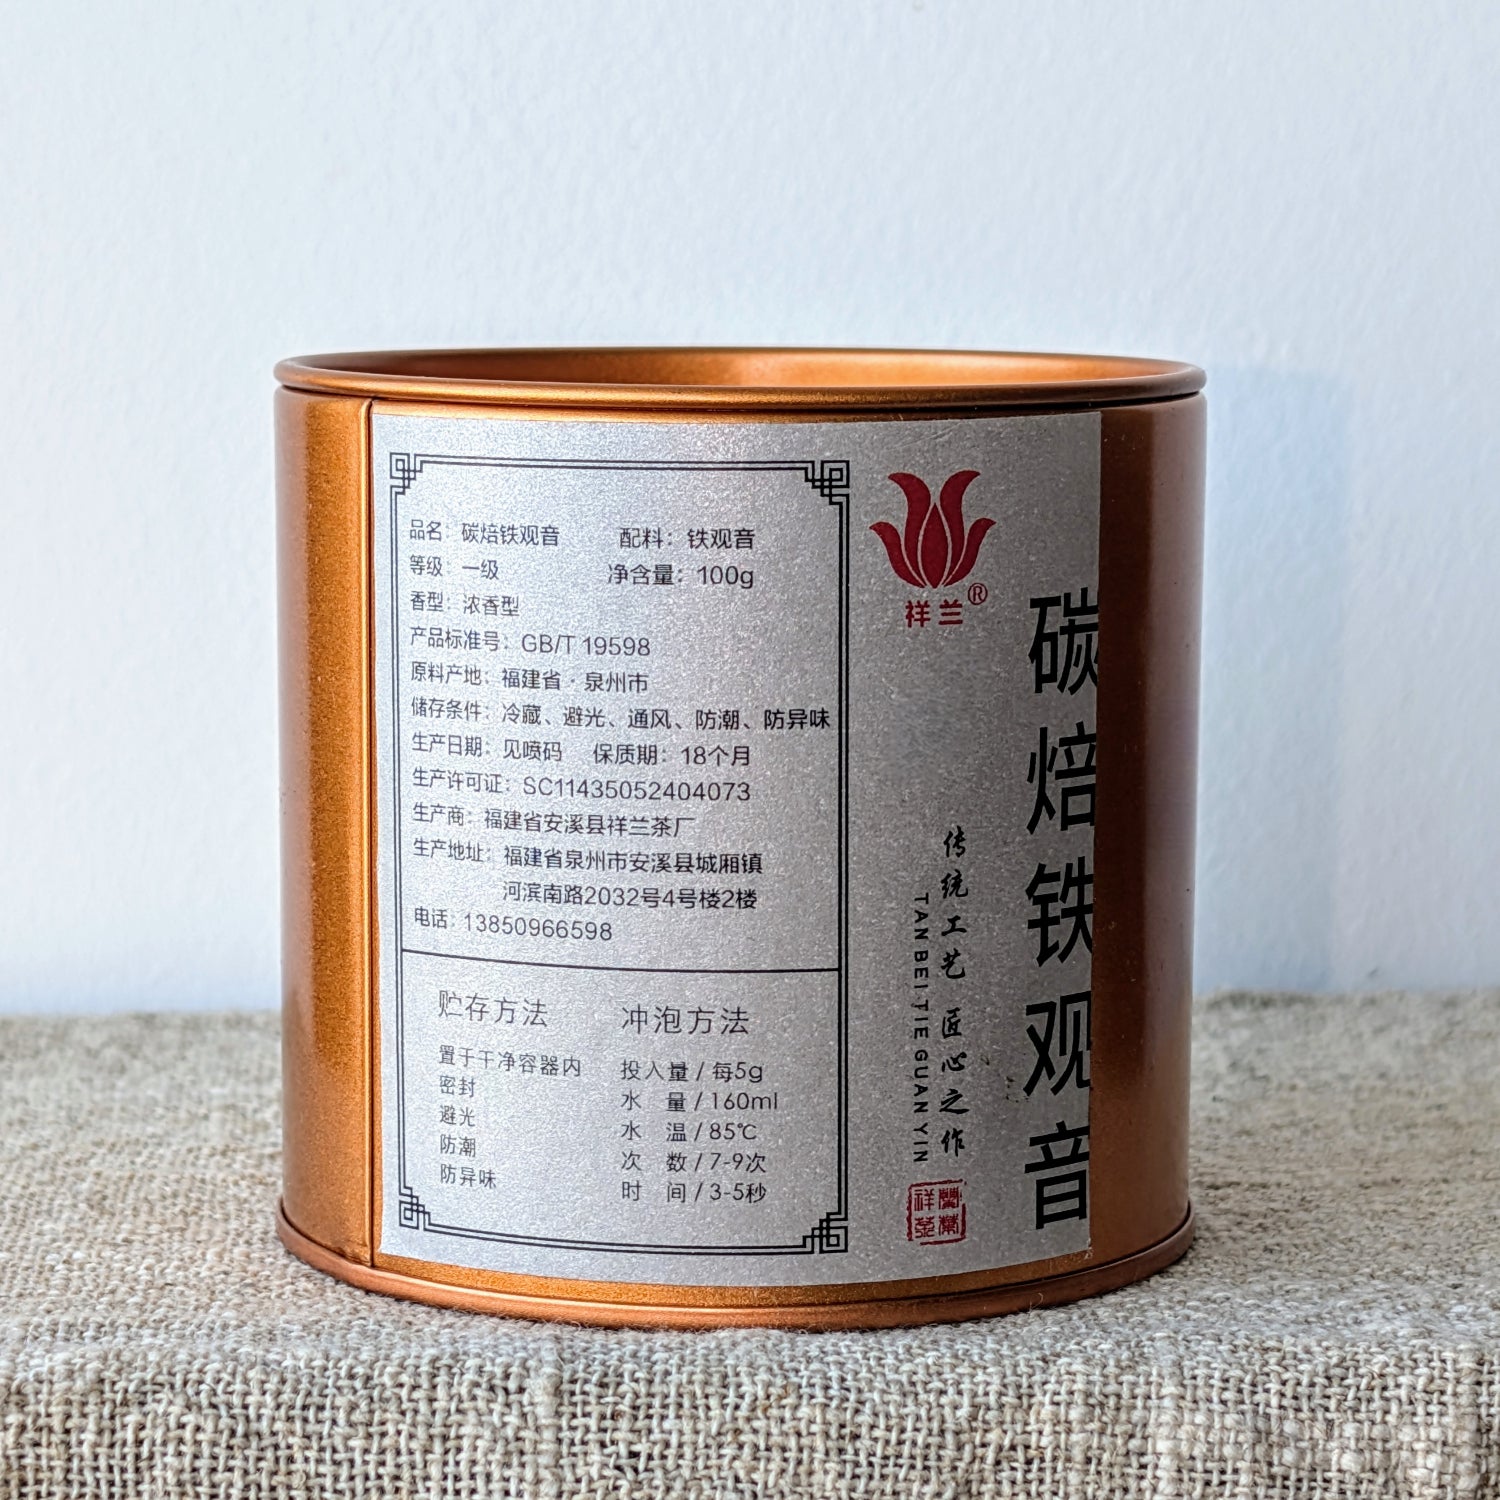 品名：碳焙铁观音 配料：铁观音
等级：一级 净含量：100g
香型：浓香型
产品标准号：GB/T 19598
原料产地：福建省·泉州市
储存条件：冷藏、避光、通风、防潮、防异味
生产日期：见喷码 保质期：18个月
生产许可证：SC11435052404073
生产商：福建省安溪县祥兰茶厂
生产地址：福建省泉州市安溪县城厢镇
河滨南路2032号4号楼2楼
电话：13850966598
贮存方法
置于干净容器内
密封
避光
防潮
防异味
冲泡方法
投入量/每5g
水 量/160ml
水 温/85℃
次 数/7-9次
时 间/3-5秒
祥兰®
碳焙铁观音
传统工艺 匠心之作
TAN BEI TIE GUAN YIN